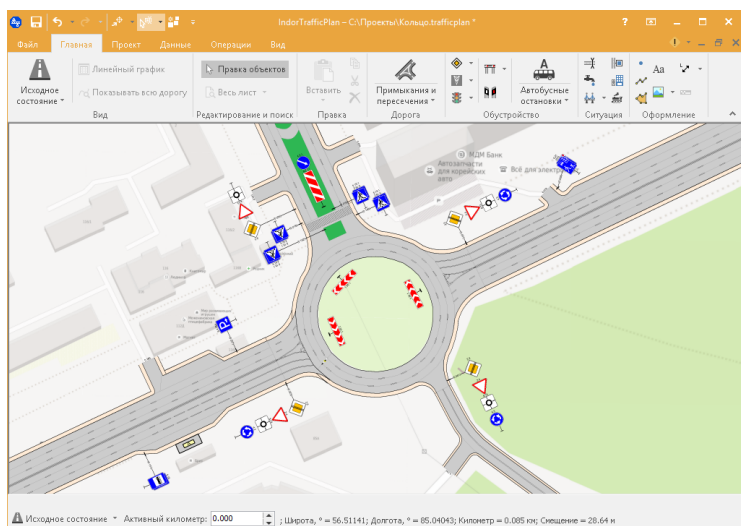 IndorTrafficPlan – C:\Проекты\Кольцо.trafficplan *
Файл Главная Проект Данные Операции Вид
Исходное состояние
Линейный график
Показывать всю дорогу
Вид
Правка объектов
Весь лист
Редактирование и поиск
Вставить
Правка
Примыкания и пересечения
Дорога
Автобусные остановки
Обустройство
Ситуация
Aa
Оформление
МДМ Банк
Автозапчасти
для корейских
авто
Всё для электр
P
Исходное состояние Активный километр: 0.000 ; Широта, ° = 56.51141; Долгота, ° = 85.04043; Километр = 0.085 км; Смещение = 28.64 м